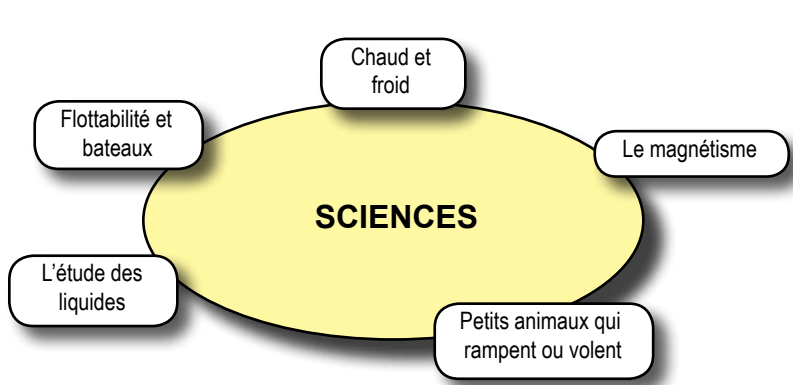 Chaud et
froid
Flottabilité et
bateaux
Le magnétisme
SCIENCES
L'étude des
liquides
Petits animaux qui
rampent ou volent